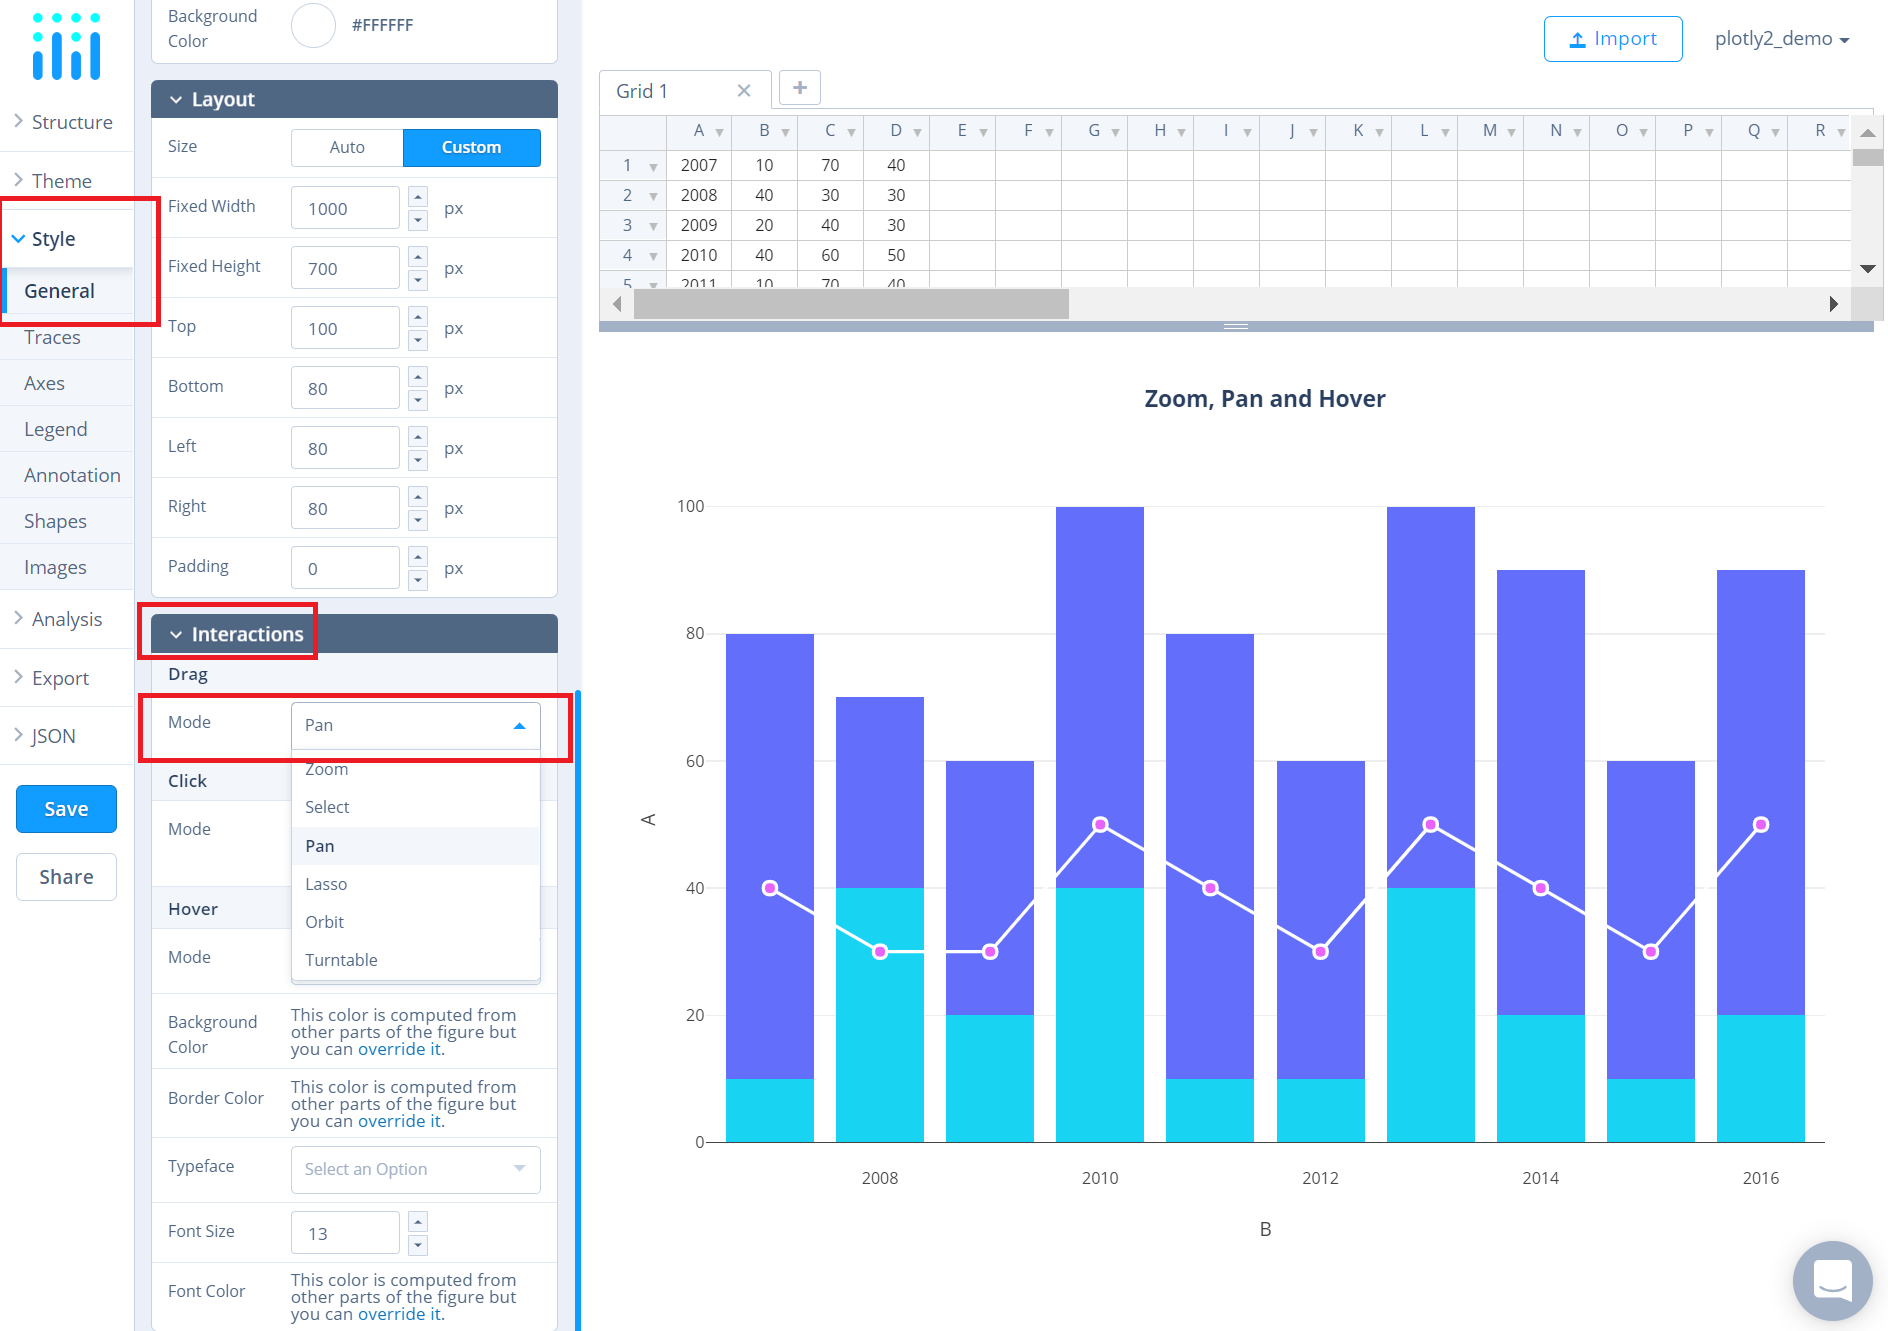 Structure
Theme
Style
General
Traces
Axes
Legend
Annotation
Shapes
Images
Analysis
Export
JSON
Save
Share
Background
Color
#FFFFFF
Layout
Size Auto Custom
Fixed Width 1000 px
Fixed Height 700 px
Top 100 px
Bottom 80 px
Left 80 px
Right 80 px
Padding 0 px
Interactions
Drag
Mode Pan
Zoom
Select
Pan
Lasso
Orbit
Turntable
Click
Mode
Hover
Mode
Background
Color
This color is computed from
other parts of the figure but
you can override it.
Border Color
This color is computed from
other parts of the figure but
you can override it.
Typeface Select an Option
Font Size 13
Font Color
This color is computed from
other parts of the figure but
you can override it.
Import plotly2_demo
Grid 1
A B C D E F G H I J K L M N O P Q R
1 2007 10 70 40
2 2008 40 30 30
3 2009 20 40 30
4 2010 40 60 50
5 2011 10 70 40
Zoom, Pan and Hover
100
80
60
40
20
0
A
2008 2010 2012 2014 2016
B